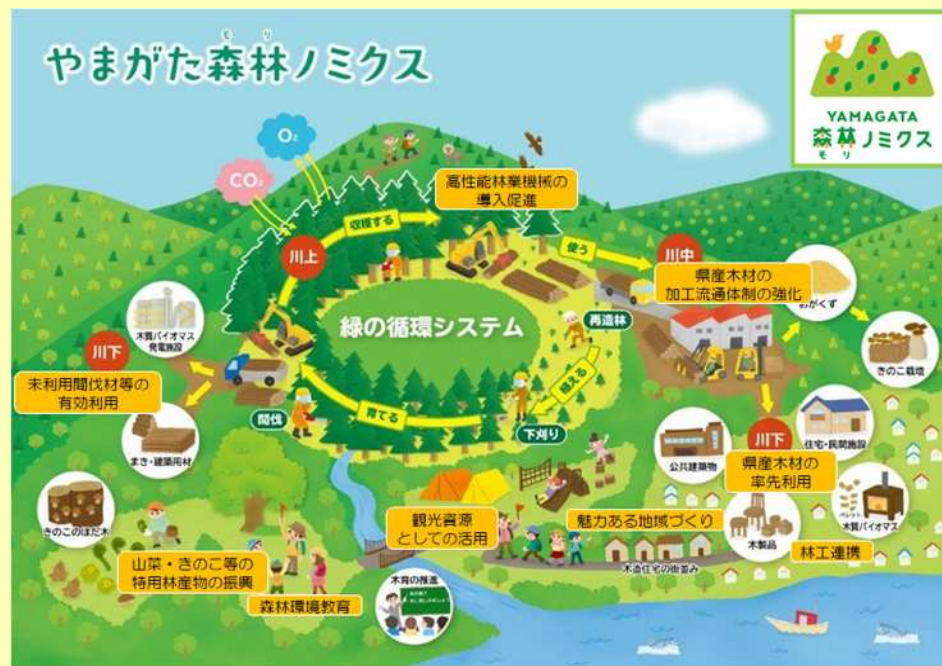 やまがた森林ノミクス
モリ
YAMAGATA
森林ノミクス
モリ
O₂
CO₂
高性能林業機械の
導入促進
収穫する
川上
使う
川中
県産木材の
加工流通体制の強化
おがくず
緑の循環システム
再造林
木質バイオマス
発電施設
川下
きのこ栽培
未利用間伐材等の
有効利用
植える
育てる
間伐
下刈り
まき・建築用材
公共建築物
川下
住宅・民間施設
県産木材の
率先利用
きのこのほだ木
観光資源
としての活用
魅力ある地域づくり
ペレット
木質バイオマス
木製品
林工連携
山菜・きのこ等の
特用林産物の振興
木造住宅の街並み
木育の推進
森林環境教育